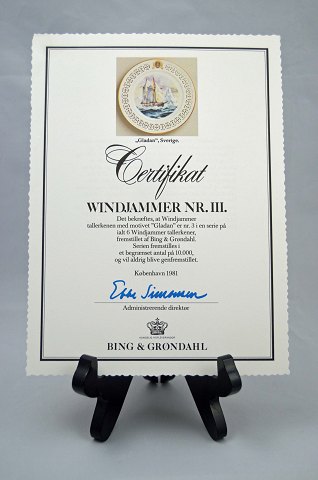 „Gladan”, Sverige.
Certifikat
WINDJAMMER NR. III.
Det bekræftes, at Windjammer
tallerkenen med motivet "Gladan" er nr. 3 i en serie på
ialt 6 Windjammer tallerkener,
fremstillet af Bing & Grøndahl.
Serien fremstilles i
et begrænset antal på 10.000,
og vil aldrig blive genfremstillet.
København 1981
Ebbe Simonsen
Administrerende direktør
BING & GRØNDAHL